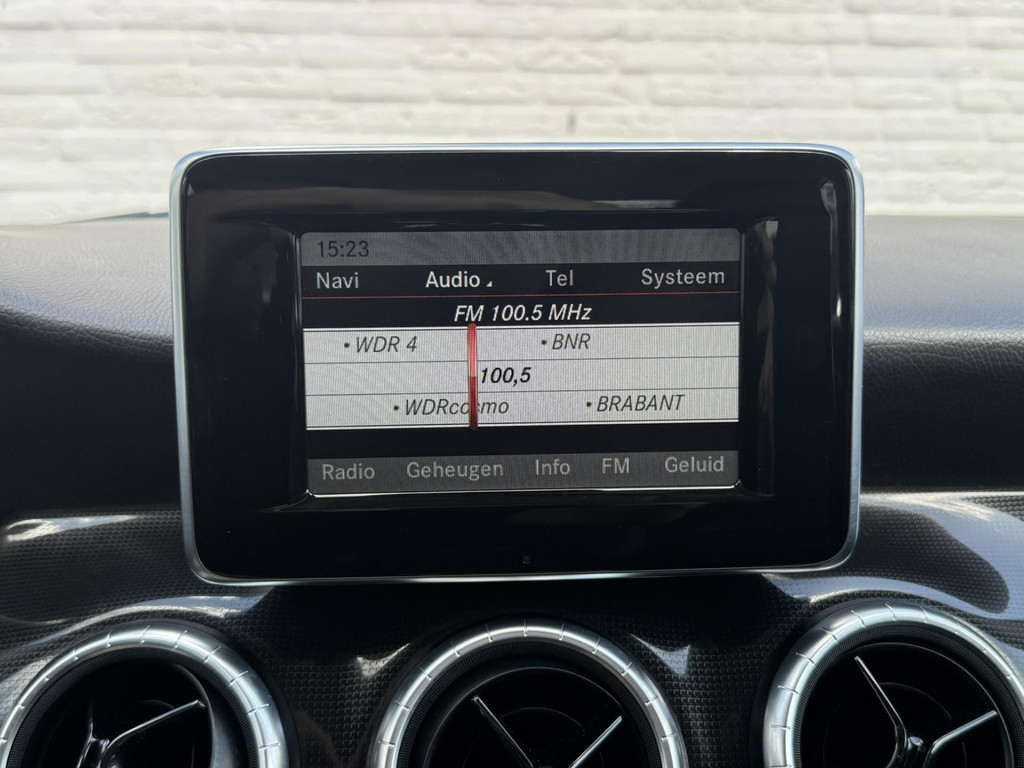 15:23
Navi Audio Tel Systeem
FM 100.5 MHz
• WDR 4 • BNR
100,5
• WDRcosmo • BRABANT
Radio Geheugen Info FM Geluid